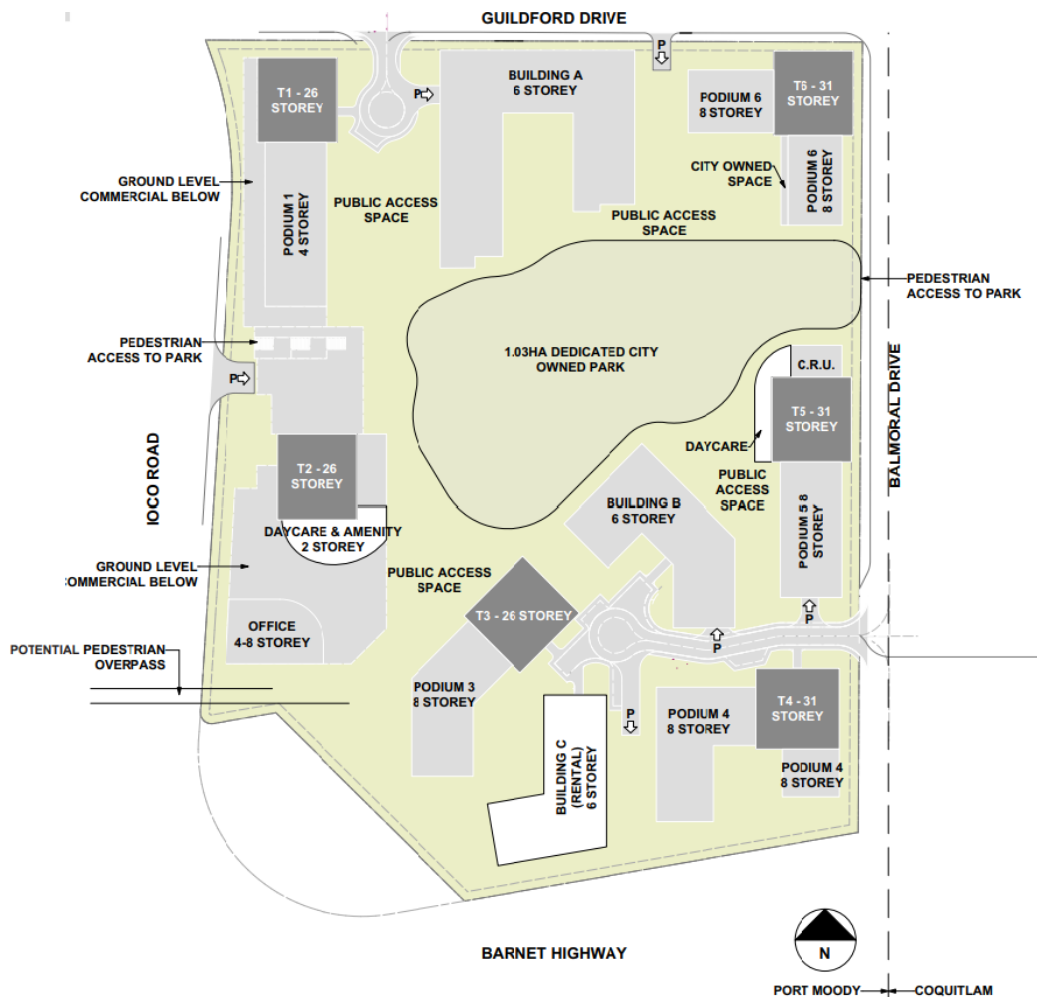 GUILDFORD DRIVE
P
T1 - 26
STOREY
P
BUILDING A
6 STOREY
PODIUM 6
8 STOREY
T6 - 31
STOREY
GROUND LEVEL
COMMERCIAL BELOW
PODIUM 1
4 STOREY
PUBLIC ACCESS
SPACE
CITY OWNED
SPACE
PODIUM 6
8 STOREY
PUBLIC ACCESS
SPACE
PEDESTRIAN
ACCESS TO PARK
PEDESTRIAN
ACCESS TO PARK
1.03HA DEDICATED CITY
OWNED PARK
C.R.U.
P
T5 - 31
STOREY
BALMORAL DRIVE
IOCO ROAD
DAYCARE
T2 - 26
STOREY
PUBLIC
ACCESS
SPACE
PODIUM 5 8
STOREY
BUILDING B
6 STOREY
DAYCARE & AMENITY
2 STOREY
GROUND LEVEL
COMMERCIAL BELOW
PUBLIC ACCESS
SPACE
T3 - 26 STOREY
P
P
OFFICE
4-8 STOREY
POTENTIAL PEDESTRIAN
OVERPASS
PODIUM 3
8 STOREY
P
PODIUM 4
8 STOREY
T4 - 31
STOREY
BUILDING C
(RENTAL)
6 STOREY
PODIUM 4
8 STOREY
BARNET HIGHWAY
N
PORT MOODY
COQUITLAM